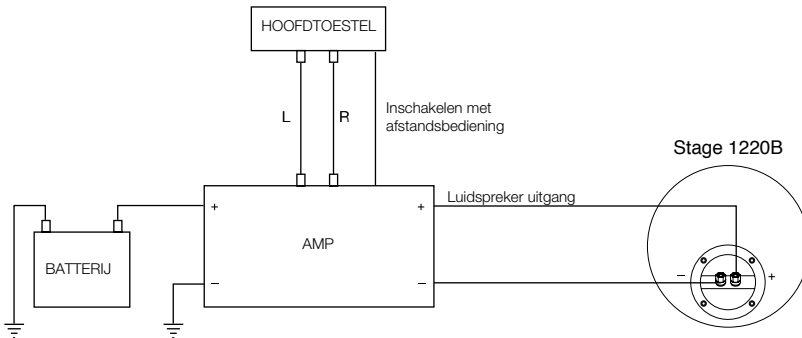 HOOFDTOESTEL
L
R
Inschakelen met
afstandsbediening
Stage 1220B
Luidspreker uitgang
+
+
AMP
BATTERIJ
−
−
−
+